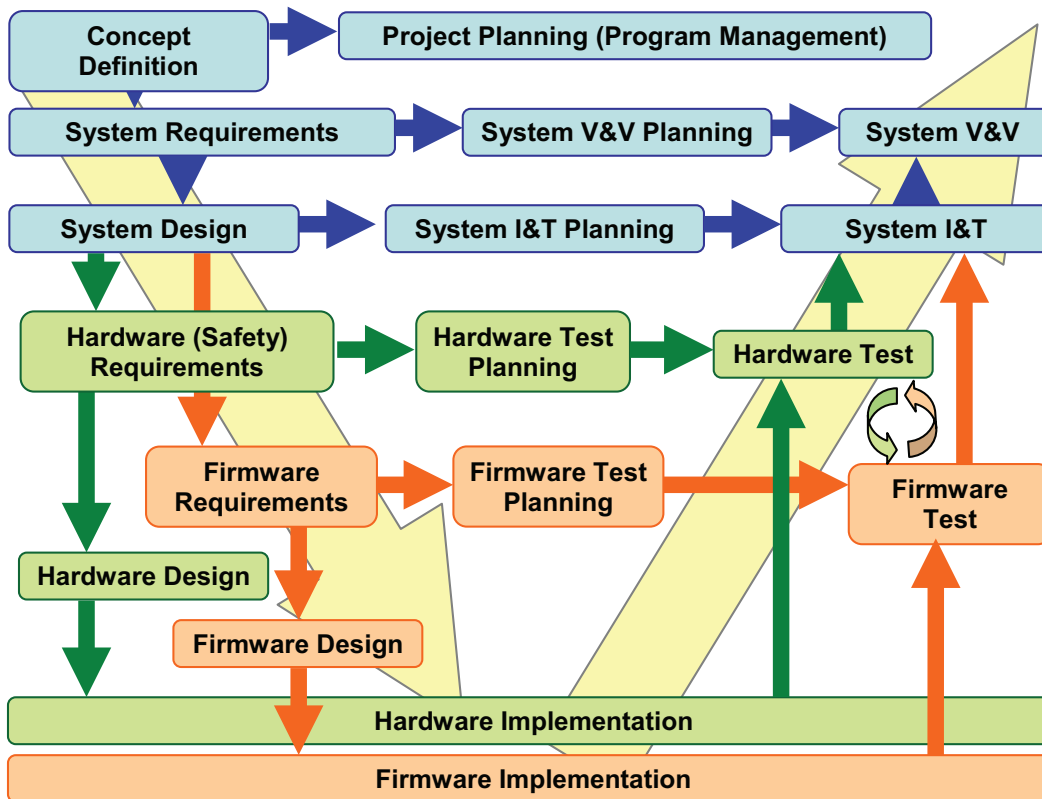 Concept
Definition
Project Planning (Program Management)
System Requirements
System V&V Planning
System V&V
System Design
System I&T Planning
System I&T
Hardware (Safety)
Requirements
Hardware Test
Planning
Hardware Test
Firmware
Requirements
Firmware Test
Planning
Firmware
Test
Hardware Design
Firmware Design
Hardware Implementation
Firmware Implementation